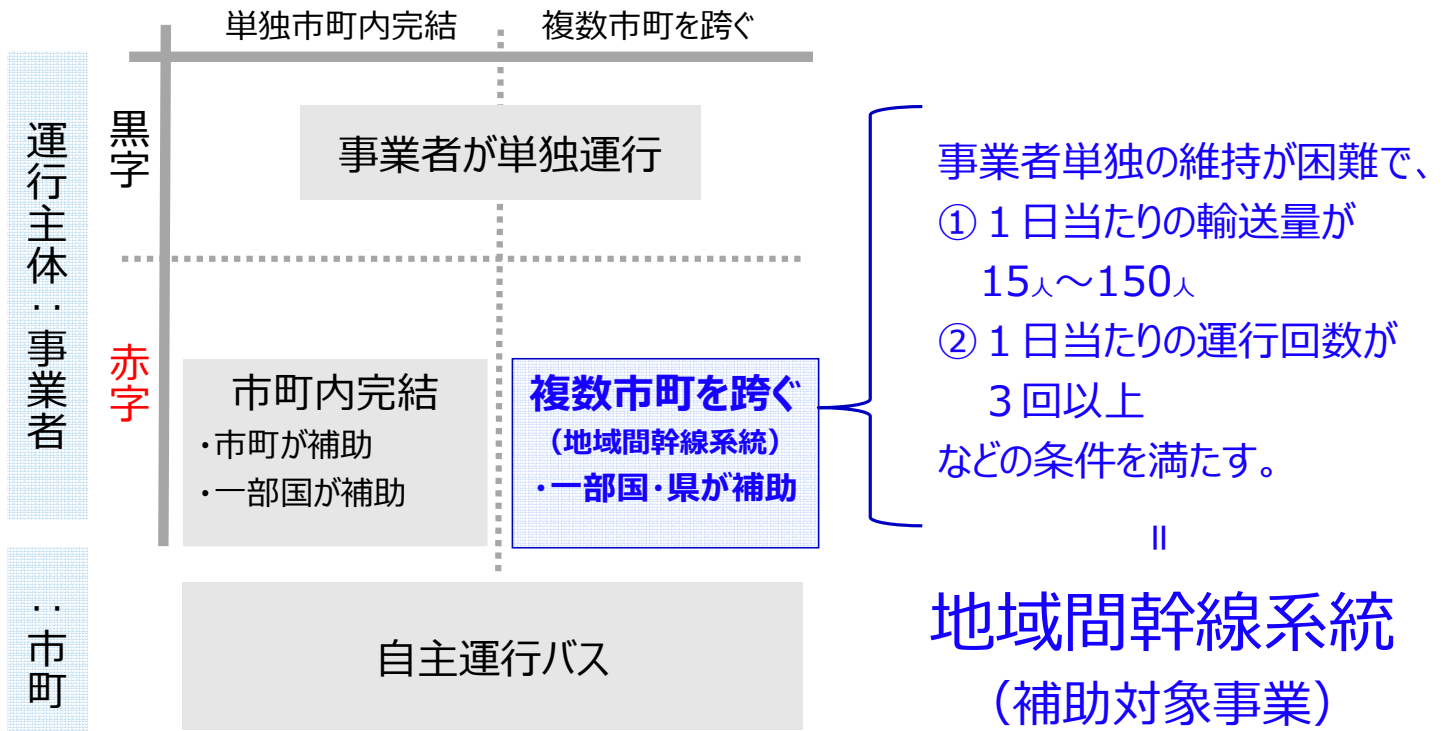 単独市町内完結
複数市町を跨ぐ
運行主体：事業者
黒字
事業者が単独運行
赤字
市町内完結
・市町が補助
・一部国が補助
複数市町を跨ぐ
（地域間幹線系統）
・一部国・県が補助
：市町
自主運行バス
事業者単独の維持が困難で、
①１日当たりの輸送量が
15人～150人
②１日当たりの運行回数が
３回以上
などの条件を満たす。
＝
地域間幹線系統
（補助対象事業）